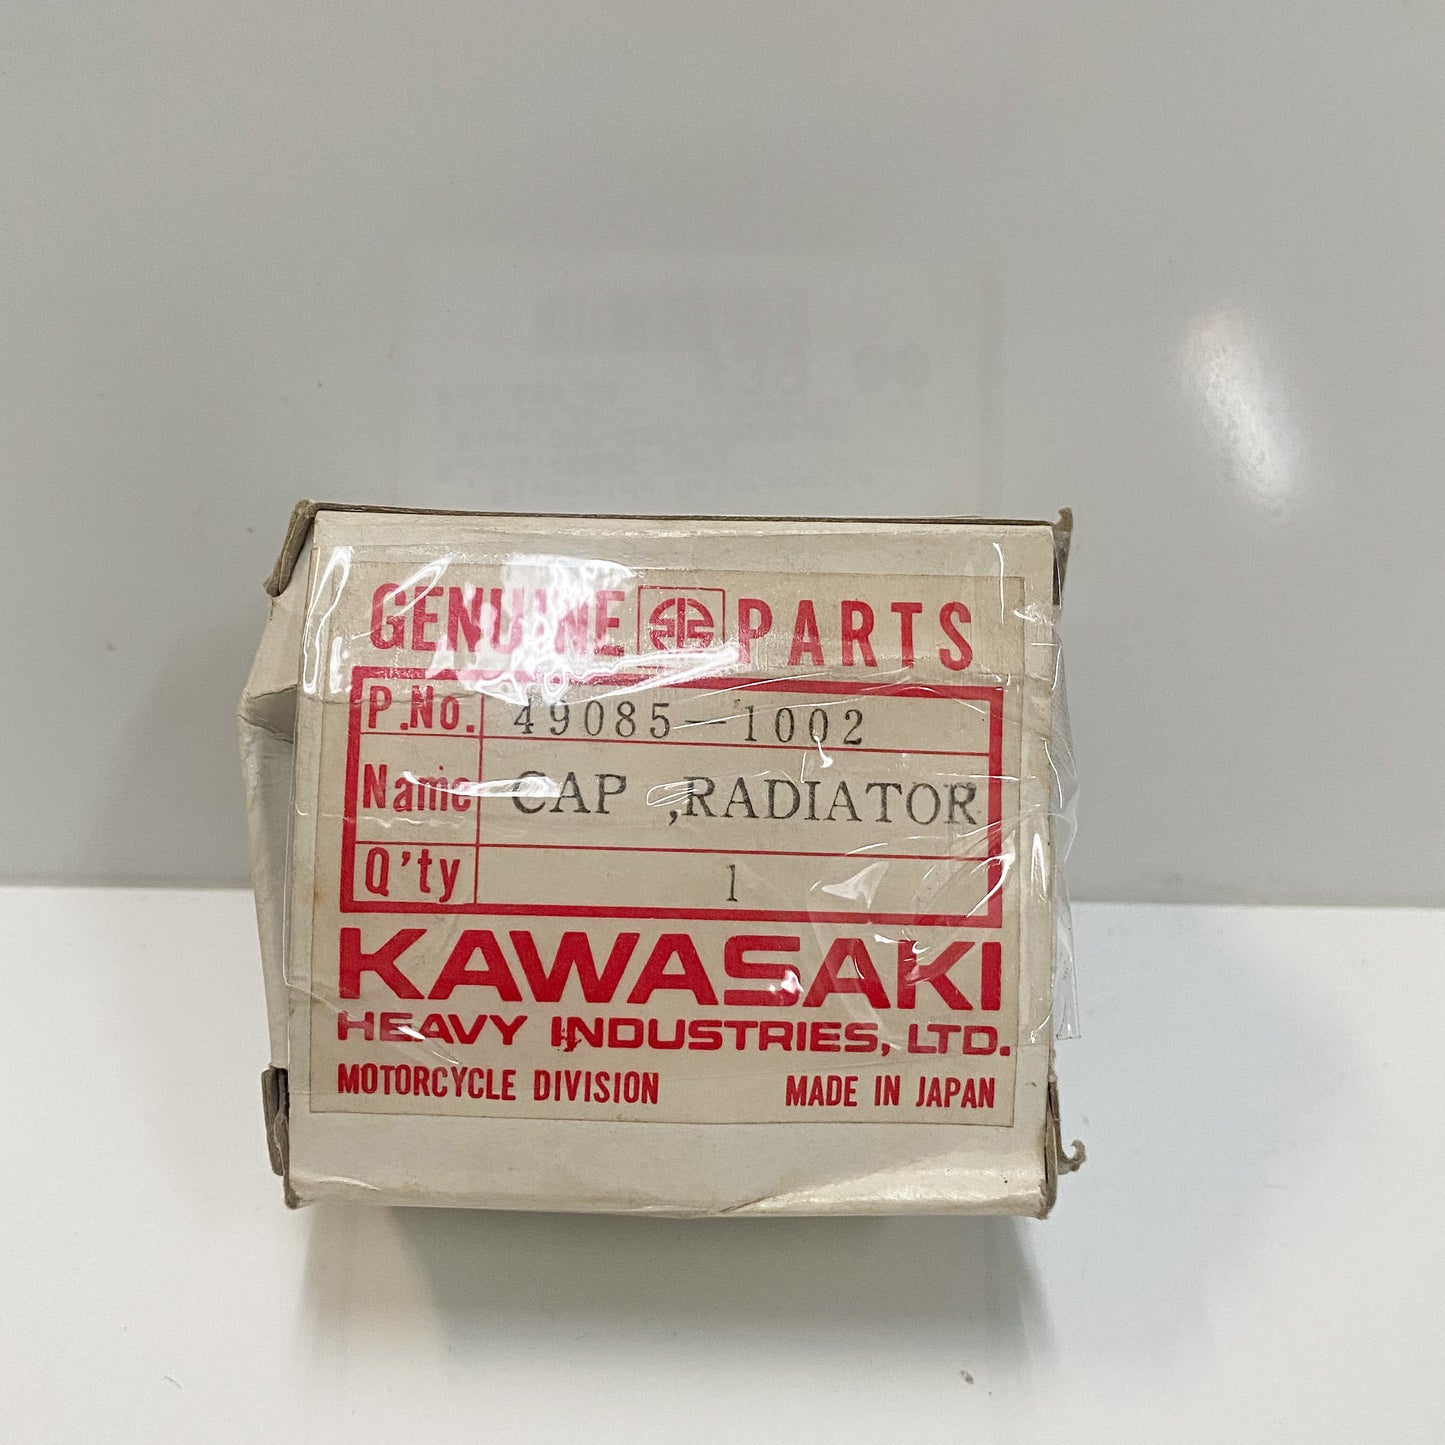 GENUINE PARTS
P.No. 49085-1002
Name CAP ,RADIATOR
Q'ty 1
KAWASAKI
HEAVY INDUSTRIES, LTD.
MOTORCYCLE DIVISION MADE IN JAPAN